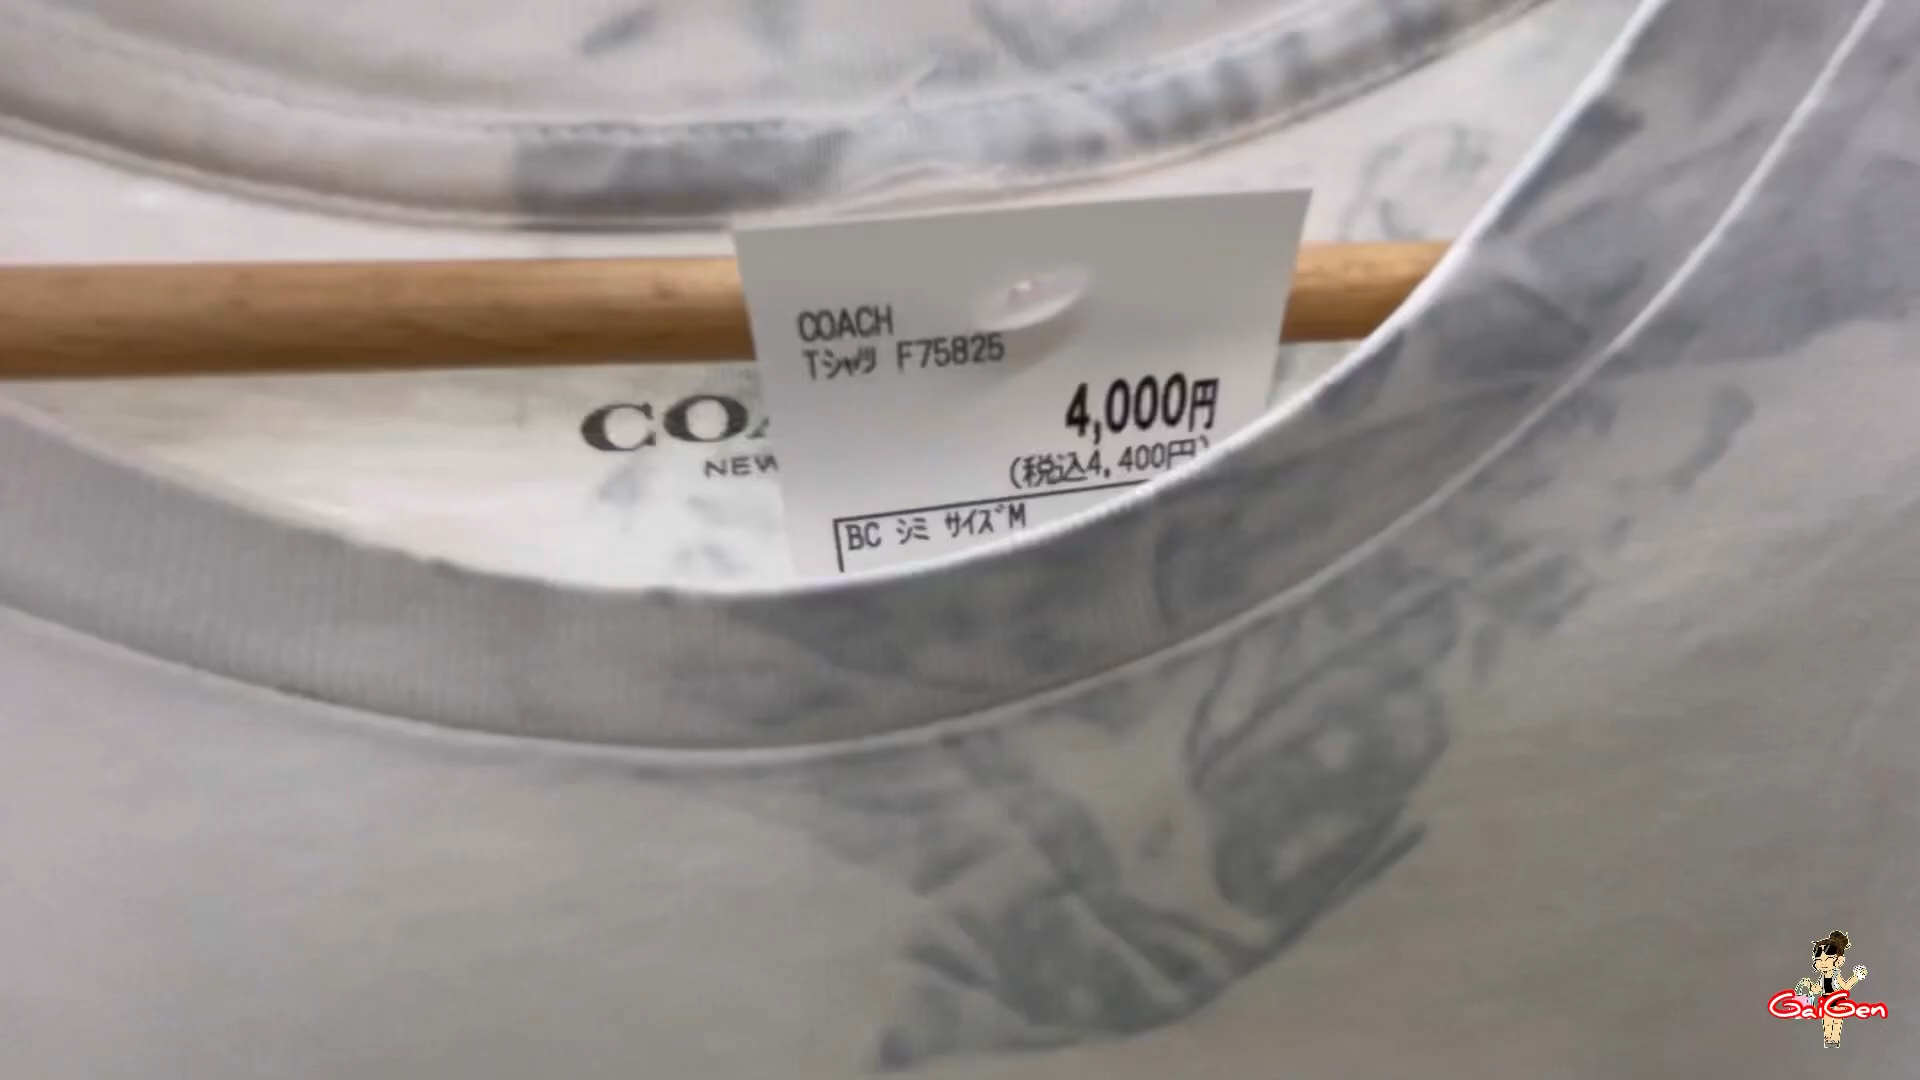 COACH
Tシャツ F75825
4,000円
(税込4,400円)
BC シミ サイズM
CO
NEW
GaiGen